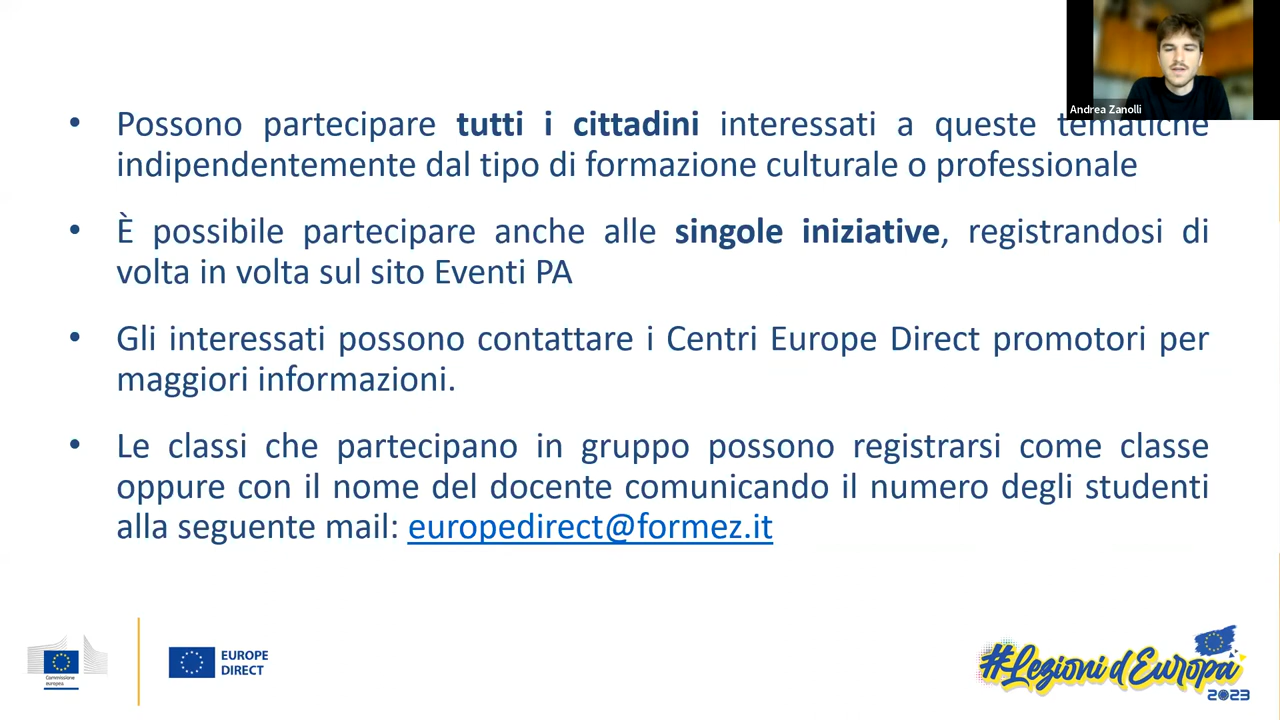 Andrea Zanolli
• Possono partecipare tutti i cittadini interessati a queste tematiche
indipendentemente dal tipo di formazione culturale o professionale
• È possibile partecipare anche alle singole iniziative, registrandosi di
volta in volta sul sito Eventi PA
• Gli interessati possono contattare i Centri Europe Direct promotori per
maggiori informazioni.
• Le classi che partecipano in gruppo possono registrarsi come classe
oppure con il nome del docente comunicando il numero degli studenti
alla seguente mail: europedirect@formez.it
Commissione
europea
EUROPE
DIRECT
#Lezioni d'Europa
2023